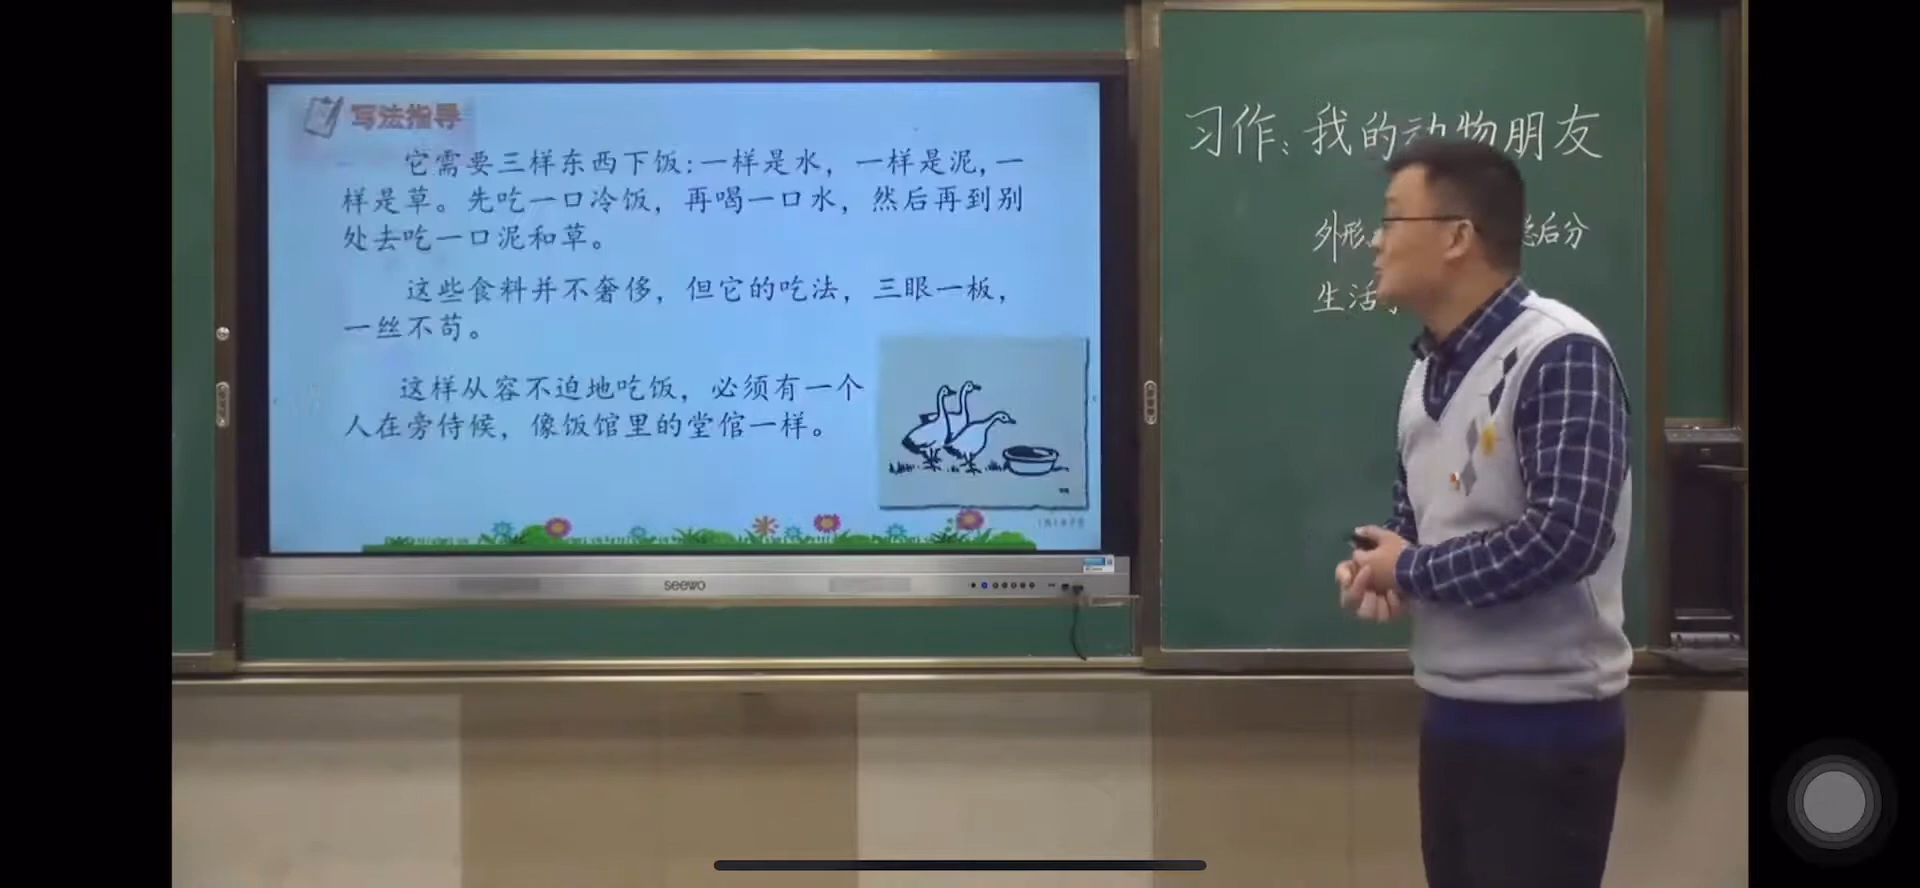 写法指导
它需要三样东西下饭:一样是水，一样是泥,一
样是草。先吃一口冷饭，再喝一口水，然后再到别
处去吃一口泥和草。
这些食料并不奢侈，但它的吃法，三眼一板，
一丝不苟。
这样从容不迫地吃饭，必须有一个
人在旁侍候，像饭馆里的堂倌一样。
seewo
习作:我的动物朋友
外形 后分
生活